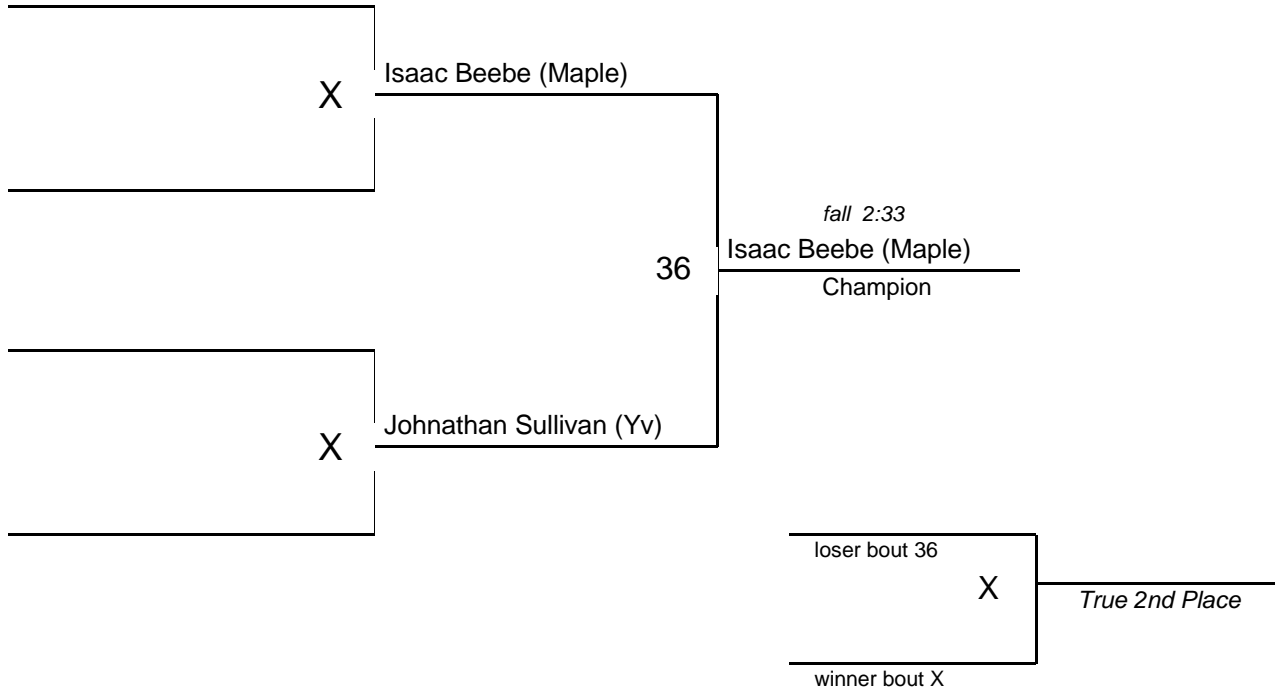 X
Isaac Beebe (Maple)
36
fall 2:33
Isaac Beebe (Maple)
Champion
X
Johnathan Sullivan (Yv)
loser bout 36
X
True 2nd Place
winner bout X